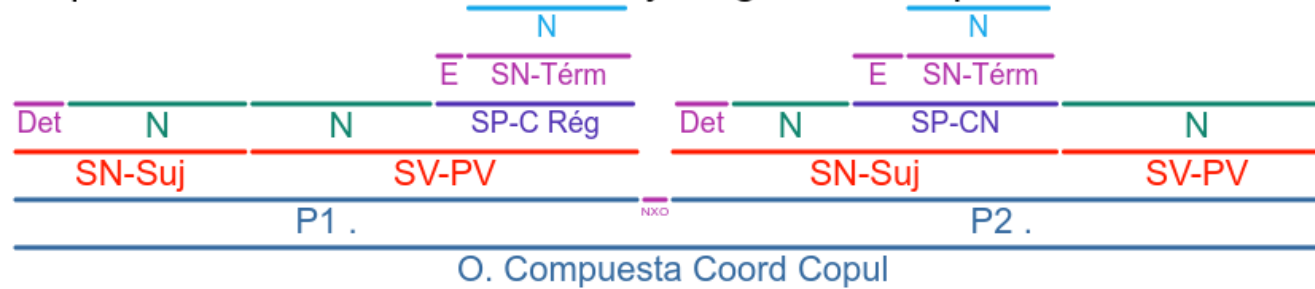 N N
E SN-Térm E SN-Térm
Det N N SP-C Rég Det N SP-CN N
SN-Suj SV-PV SN-Suj SV-PV
P1 . NXO P2 .
O. Compuesta Coord Copul